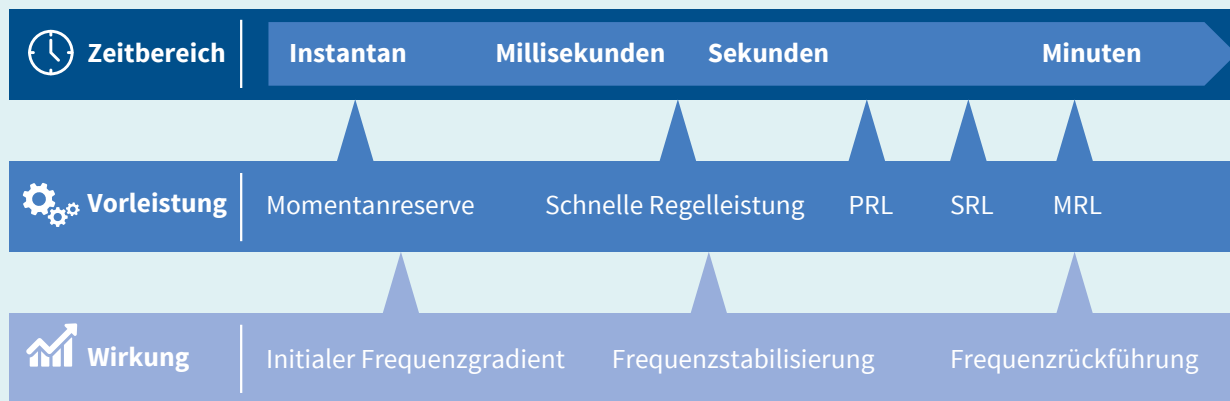 Zeitbereich Instantan Millisekunden Sekunden Minuten
Vorleistung Momentanreserve Schnelle Regelleistung PRL SRL MRL
Wirkung Initialer Frequenzgradient Frequenzstabilisierung Frequenzrückführung